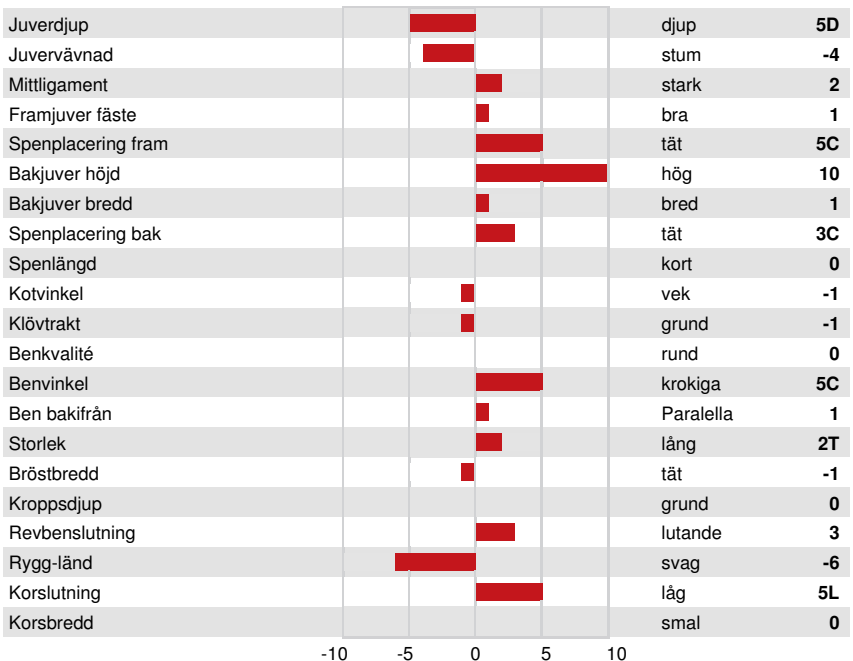 Juverdjup djup 5D
Juvervävnad stum -4
Mittligament stark 2
Framjuver fäste bra 1
Spenplacering fram tät 5C
Bakjuver höjd hög 10
Bakjuver bredd bred 1
Spenplacering bak tät 3C
Spenlängd kort 0
Kotvinkel vek -1
Klövtrakt grund -1
Benkvalité rund 0
Benvinkel krokiga 5C
Ben bakifrån Paralella 1
Storlek lång 2T
Bröstbredd tät -1
Kroppsdjup grund 0
Revbenslutning lutande 3
Rygg-länd svag -6
Korslutning låg 5L
Korsbredd smal 0
-10 -5 0 5 10